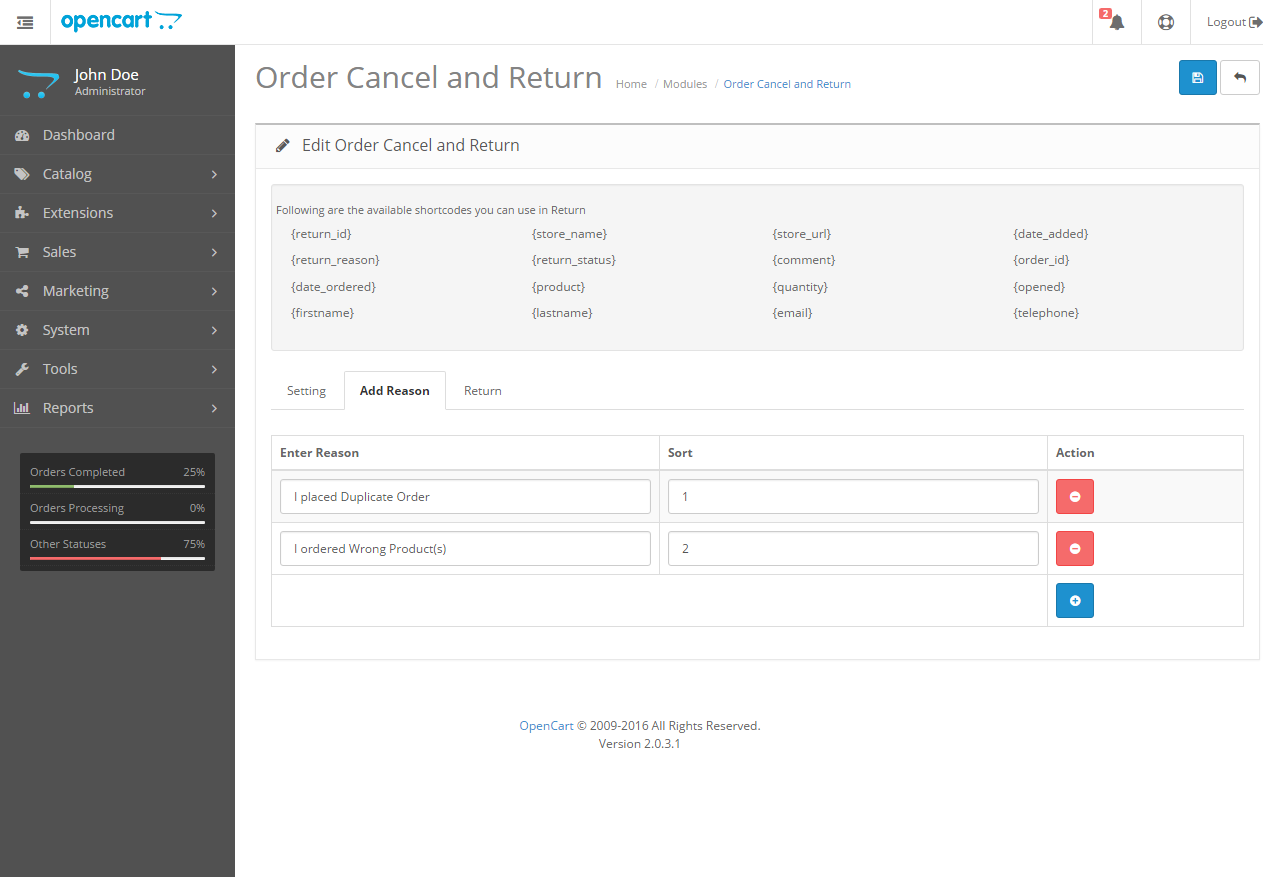 opencart
2
Logout
John Doe
Administrator
Dashboard
Catalog
Extensions
Sales
Marketing
System
Tools
Reports
Orders Completed 25%
Orders Processing 0%
Other Statuses 75%
Order Cancel and Return Home / Modules / Order Cancel and Return
Edit Order Cancel and Return
Following are the available shortcodes you can use in Return
{return_id} {store_name} {store_url} {date_added}
{return_reason} {return_status} {comment} {order_id}
{date_ordered} {product} {quantity} {opened}
{firstname} {lastname} {email} {telephone}
Setting Add Reason Return
Enter Reason Sort Action
I placed Duplicate Order 1
I ordered Wrong Product(s) 2
OpenCart © 2009-2016 All Rights Reserved.
Version 2.0.3.1